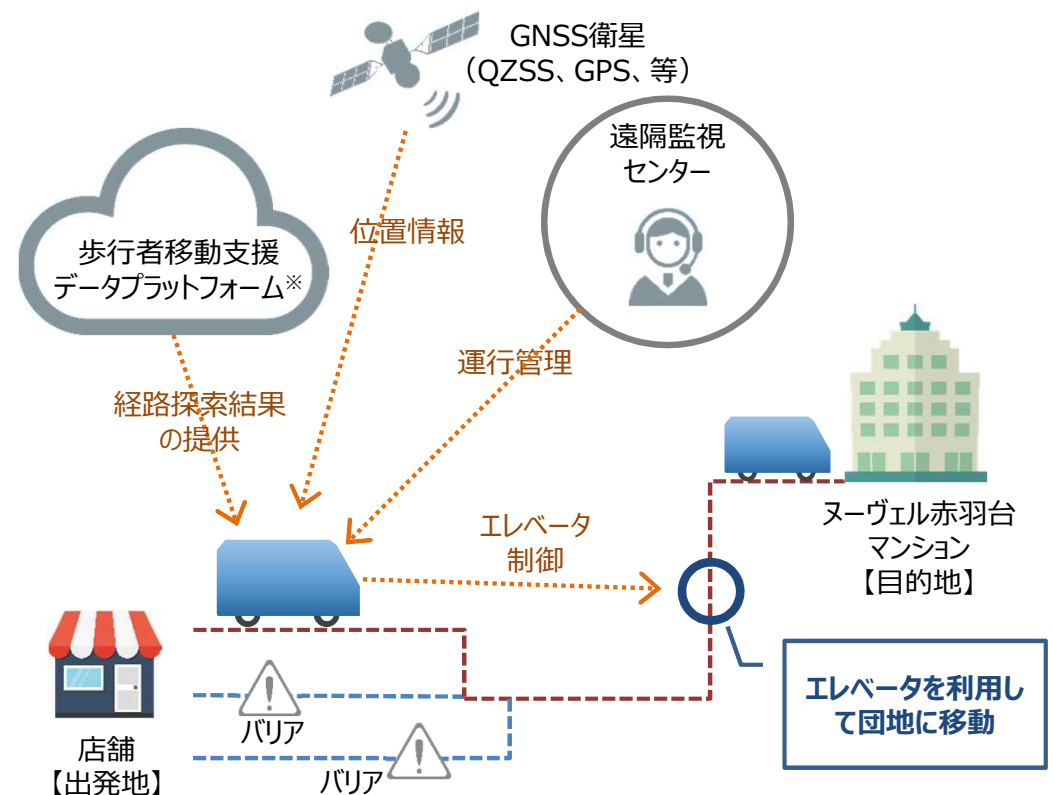 GNSS衛星
（QZSS、GPS、等）
遠隔監視
センター
歩行者移動支援
データプラットフォーム※
位置情報
運行管理
経路探索結果
の提供
エレベータ
制御
ヌーヴェル赤羽台
マンション
【目的地】
エレベータを利用し
て団地に移動
バリア
バリア
店舗
【出発地】